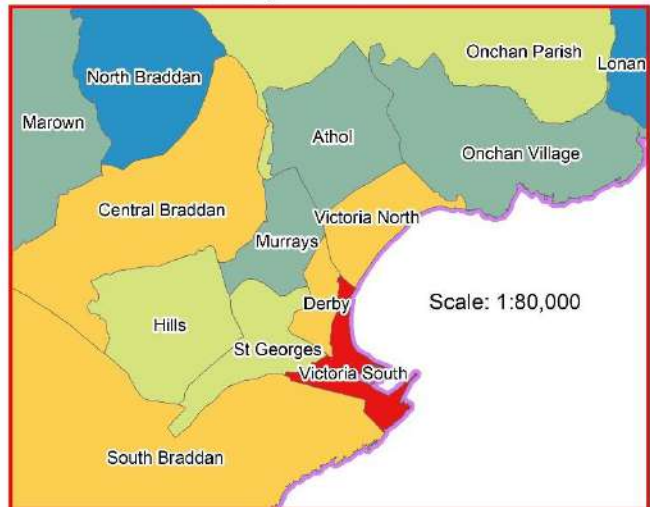 Onchan Parish
North Braddan
Lonan
Marown
Athol
Onchan Village
Central Braddan
Victoria North
Murrays
Derby
Scale: 1:80,000
Hills
St Georges
Victoria South
South Braddan